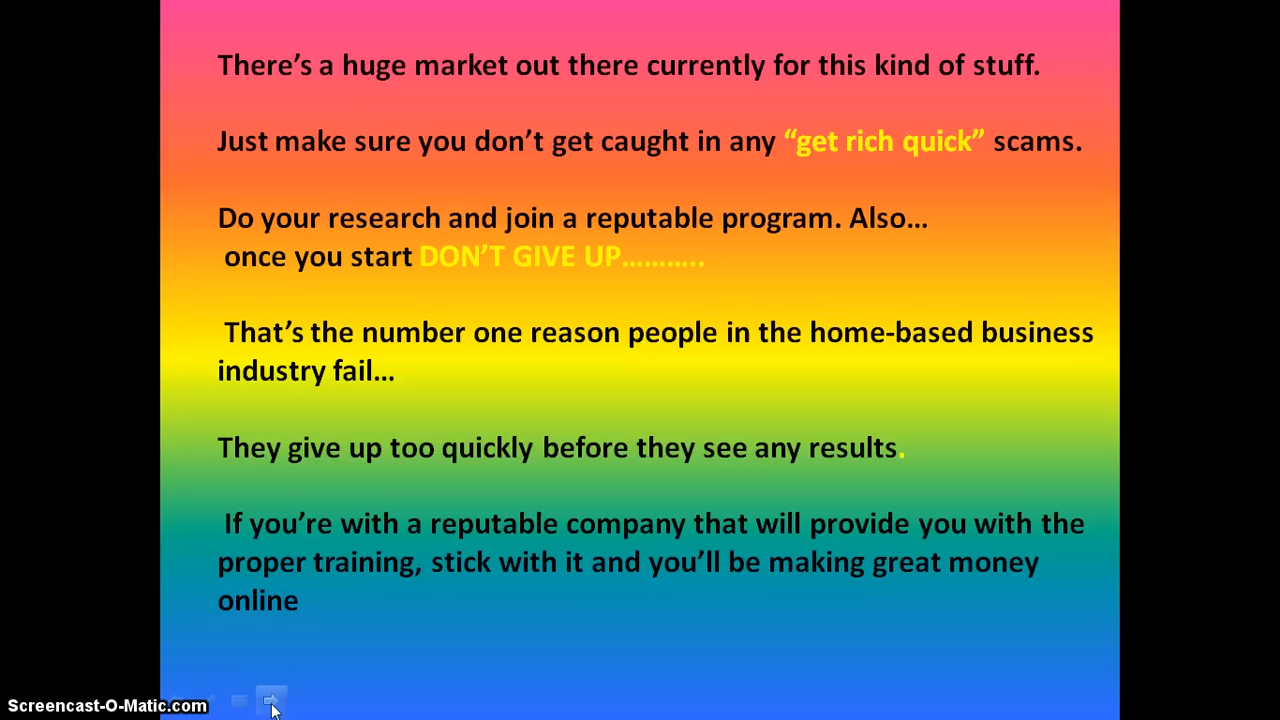 There’s a huge market out there currently for this kind of stuff.
Just make sure you don’t get caught in any “get rich quick” scams.
Do your research and join a reputable program. Also…
once you start DON’T GIVE UP………..
That’s the number one reason people in the home-based business
industry fail…
They give up too quickly before they see any results.
If you’re with a reputable company that will provide you with the
proper training, stick with it and you’ll be making great money
online
Screencast-O-Matic.com